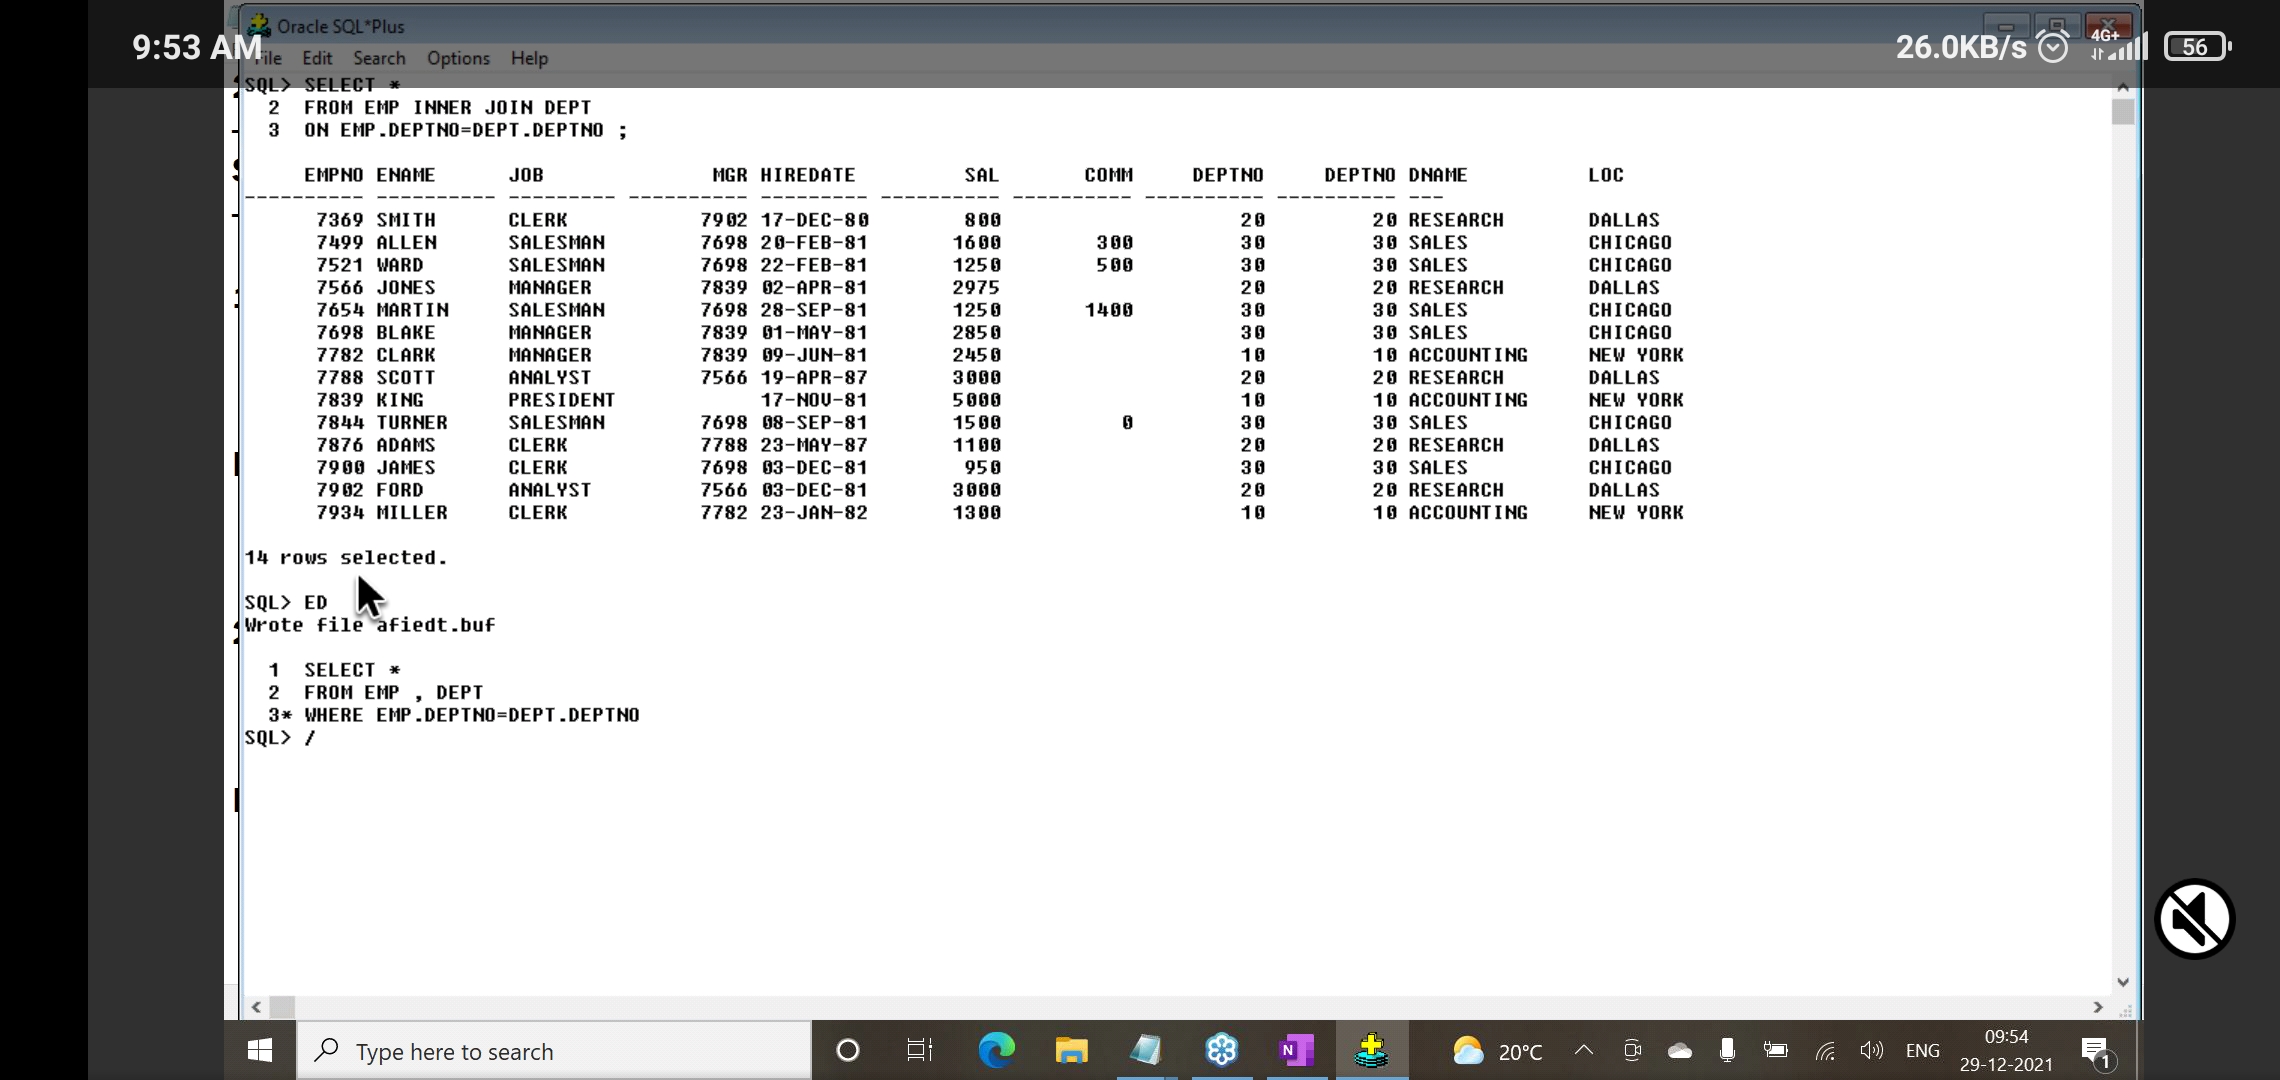 9:53 AM
26.0KB/s
4G+
56
Oracle SQL*Plus
File Edit Search Options Help
SQL> SELECT *
2 FROM EMP INNER JOIN DEPT
3 ON EMP.DEPTNO=DEPT.DEPTNO ;
EMPNO ENAME JOB MGR HIREDATE SAL COMM DEPTNO DEPTNO DNAME LOC
---------- ---------- --------- ---------- --------- ---------- ---------- ---------- ---------- ---
7369 SMITH CLERK 7902 17-DEC-80 800 20 20 RESEARCH DALLAS
7499 ALLEN SALESMAN 7698 20-FEB-81 1600 300 30 30 SALES CHICAGO
7521 WARD SALESMAN 7698 22-FEB-81 1250 500 30 30 SALES CHICAGO
7566 JONES MANAGER 7839 02-APR-81 2975 20 20 RESEARCH DALLAS
7654 MARTIN SALESMAN 7698 28-SEP-81 1250 1400 30 30 SALES CHICAGO
7698 BLAKE MANAGER 7839 01-MAY-81 2850 30 30 SALES CHICAGO
7782 CLARK MANAGER 7839 09-JUN-81 2450 10 10 ACCOUNTING NEW YORK
7788 SCOTT ANALYST 7566 19-APR-87 3000 20 20 RESEARCH DALLAS
7839 KING PRESIDENT 17-NOV-81 5000 10 10 ACCOUNTING NEW YORK
7844 TURNER SALESMAN 7698 08-SEP-81 1500 0 30 30 SALES CHICAGO
7876 ADAMS CLERK 7788 23-MAY-87 1100 20 20 RESEARCH DALLAS
7900 JAMES CLERK 7698 03-DEC-81 950 30 30 SALES CHICAGO
7902 FORD ANALYST 7566 03-DEC-81 3000 20 20 RESEARCH DALLAS
7934 MILLER CLERK 7782 23-JAN-82 1300 10 10 ACCOUNTING NEW YORK
14 rows selected.
SQL> ED
Wrote file afiedt.buf
1 SELECT *
2 FROM EMP , DEPT
3* WHERE EMP.DEPTNO=DEPT.DEPTNO
SQL> /
Type here to search
N
20°C
ENG
09:54
29-12-2021
1